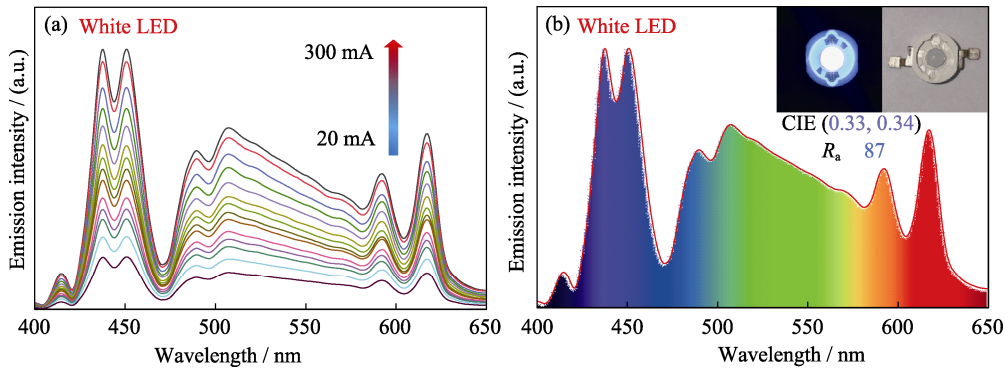 (a) White LED
300 mA
20 mA
Emission intensity / (a.u.)
400 450 500 550 600 650
Wavelength / nm
(b) White LED
CIE (0.33, 0.34)
Ra 87
Emission intensity / (a.u.)
400 450 500 550 600 650
Wavelength / nm